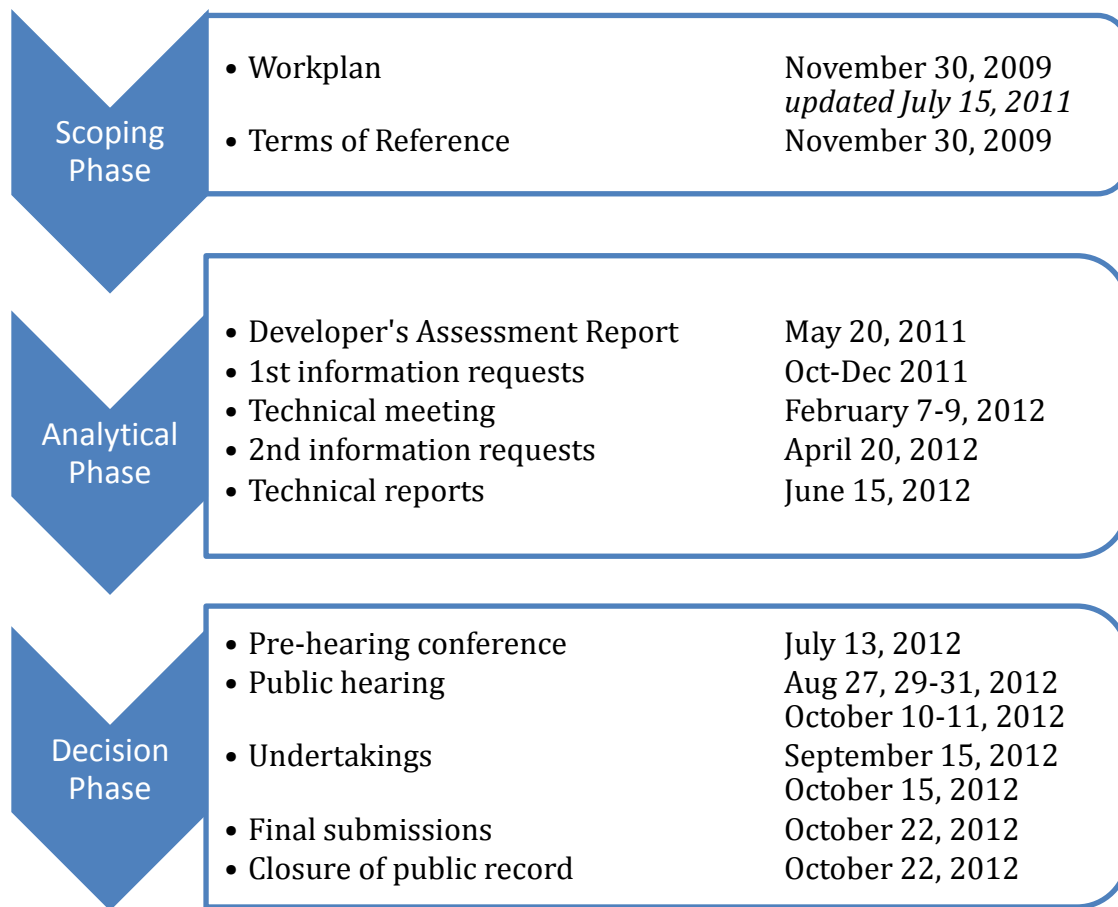 Scoping
Phase
• Workplan November 30, 2009
updated July 15, 2011
• Terms of Reference November 30, 2009
Analytical
Phase
• Developer's Assessment Report May 20, 2011
• 1st information requests Oct-Dec 2011
• Technical meeting February 7-9, 2012
• 2nd information requests April 20, 2012
• Technical reports June 15, 2012
Decision
Phase
• Pre-hearing conference July 13, 2012
• Public hearing Aug 27, 29-31, 2012
October 10-11, 2012
• Undertakings September 15, 2012
October 15, 2012
• Final submissions October 22, 2012
• Closure of public record October 22, 2012